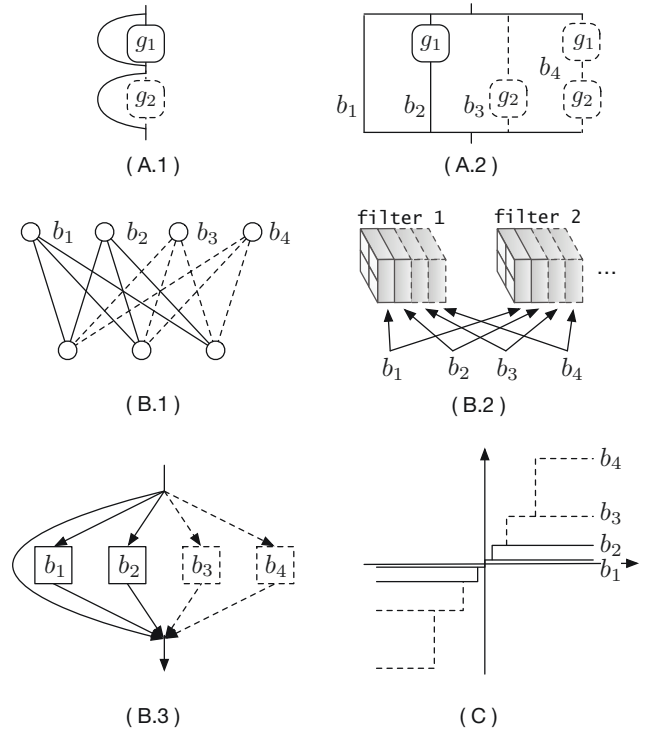 g1
g2
( A.1 )
g1
g1
b1
b2
b3
g2
b4
g2
( A.2 )
b1
b2
b3
b4
( B.1 )
filter 1
filter 2
...
b1
b2
b3
b4
( B.2 )
b1
b2
b3
b4
( B.3 )
b4
b3
b2
b1
( C )